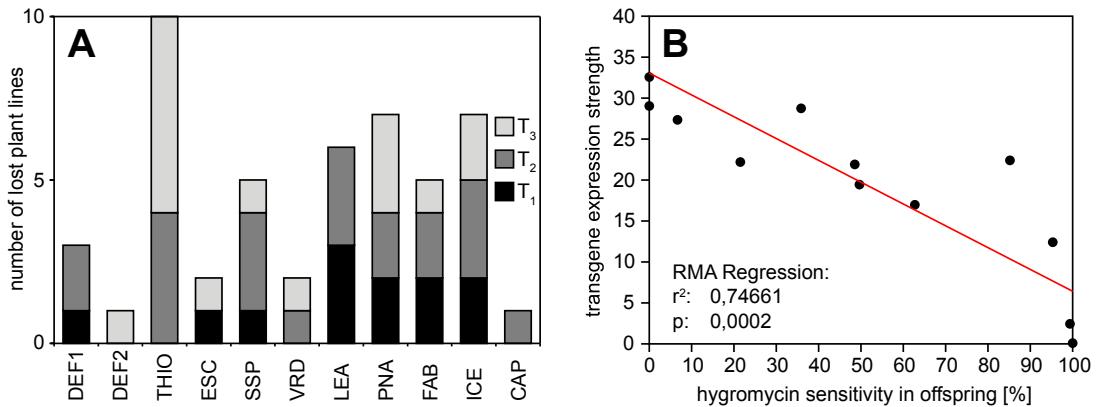 A
number of lost plant lines
10
5
0
T3
T2
T1
DEF1
DEF2
THIO
ESC
SSP
VRD
LEA
PNA
FAB
ICE
CAP
B
transgene expression strength
40
35
30
25
20
15
10
5
0
RMA Regression:
r²: 0,74661
p: 0,0002
0 10 20 30 40 50 60 70 80 90 100
hygromycin sensitivity in offspring [%]